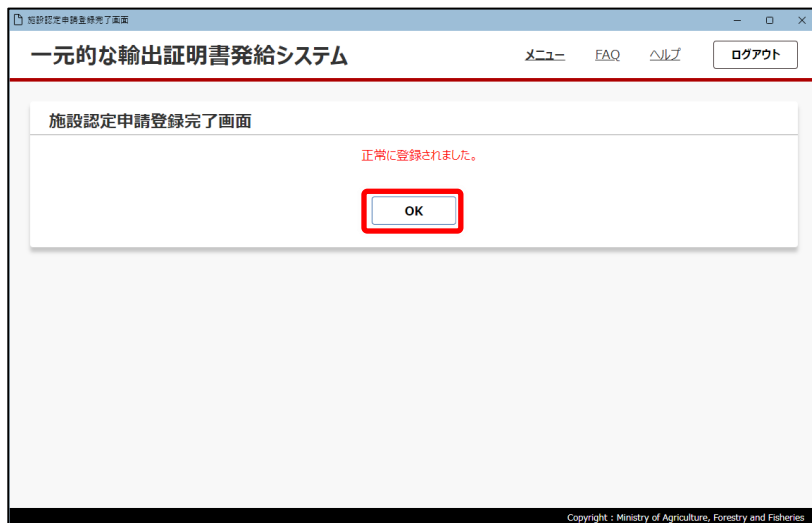 施設認定申請登録完了画面
一元的な輸出証明書発給システム
メニュー FAQ ヘルプ ログアウト
施設認定申請登録完了画面
正常に登録されました。
OK
Copyright : Ministry of Agriculture, Forestry and Fisheries